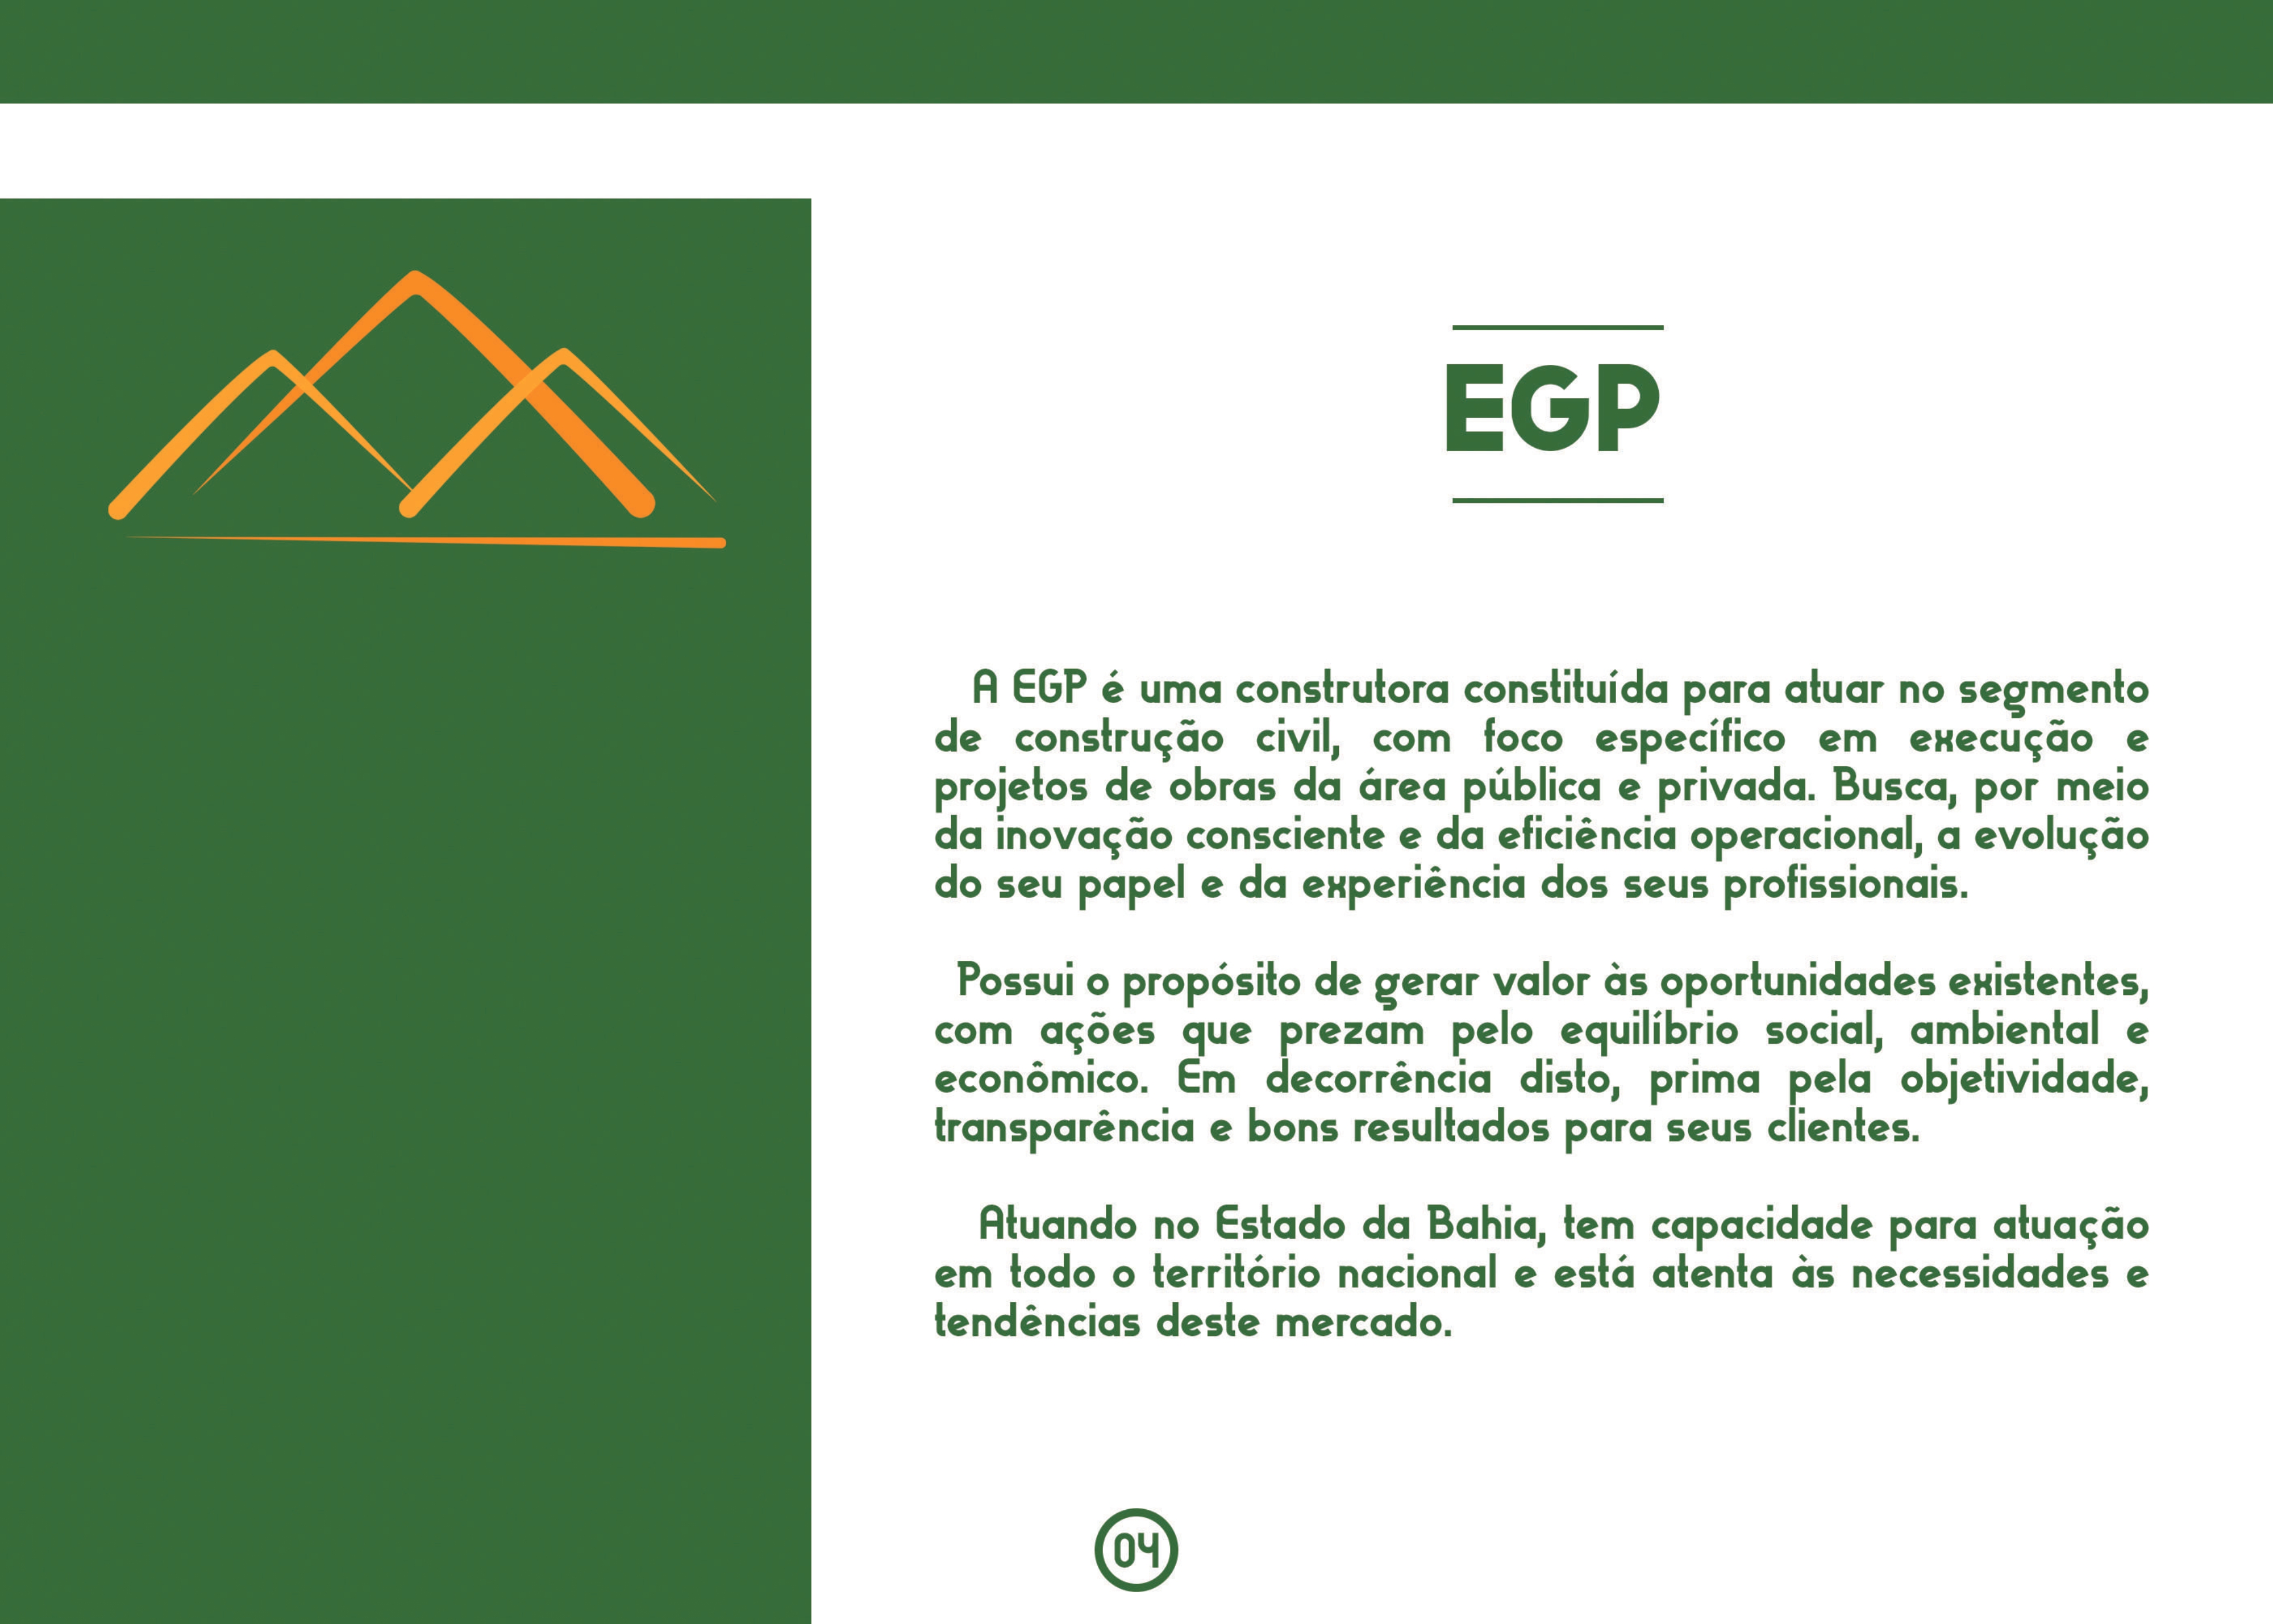 EGP
A EGP é uma construtora constituída para atuar no segmento
de construção civil, com foco específico em execução e
projetos de obras da área pública e privada. Busca, por meio
da inovação consciente e da eficiência operacional, a evolução
do seu papel e da experiência dos seus profissionais.
Possui o propósito de gerar valor às oportunidades existentes,
com ações que prezam pelo equilíbrio social, ambiental e
econômico. Em decorrência disto, prima pela objetividade,
transparência e bons resultados para seus clientes.
Atuando no Estado da Bahia, tem capacidade para atuação
em todo o território nacional e está atenta às necessidades e
tendências deste mercado.
04